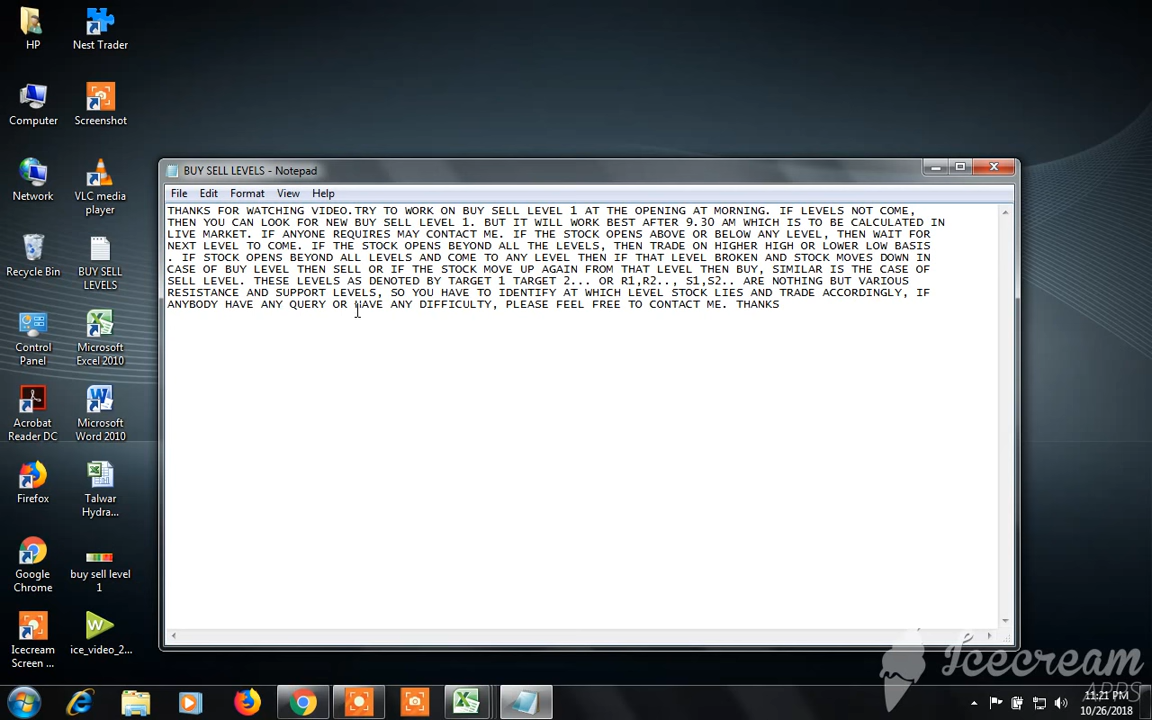 HP
Nest Trader
Computer
Screenshot
Network
VLC media
player
Recycle Bin
BUY SELL
LEVELS
Control
Panel
Microsoft
Excel 2010
Acrobat
Reader DC
Microsoft
Word 2010
Firefox
Talwar
Hydra...
Google
Chrome
buy sell level
1
Icecream
Screen ...
ice_video_2...
BUY SELL LEVELS - Notepad
File Edit Format View Help
THANKS FOR WATCHING VIDEO.TRY TO WORK ON BUY SELL LEVEL 1 AT THE OPENING AT MORNING. IF LEVELS NOT COME,
THEN YOU CAN LOOK FOR NEW BUY SELL LEVEL 1. BUT IT WILL WORK BEST AFTER 9.30 AM WHICH IS TO BE CALCULATED IN
LIVE MARKET. IF ANYONE REQUIRES MAY CONTACT ME. IF THE STOCK OPENS ABOVE OR BELOW ANY LEVEL, THEN WAIT FOR
NEXT LEVEL TO COME. IF THE STOCK OPENS BEYOND ALL THE LEVELS, THEN TRADE ON HIGHER HIGH OR LOWER LOW BASIS
. IF STOCK OPENS BEYOND ALL LEVELS AND COME TO ANY LEVEL THEN IF THAT LEVEL BROKEN AND STOCK MOVES DOWN IN
CASE OF BUY LEVEL THEN SELL OR IF THE STOCK MOVE UP AGAIN FROM THAT LEVEL THEN BUY, SIMILAR IS THE CASE OF
SELL LEVEL. THESE LEVELS AS DENOTED BY TARGET 1 TARGET 2... OR R1,R2.., S1,S2.. ARE NOTHING BUT VARIOUS
RESISTANCE AND SUPPORT LEVELS, SO YOU HAVE TO IDENTIFY AT WHICH LEVEL STOCK LIES AND TRADE ACCORDINGLY, IF
ANYBODY HAVE ANY QUERY OR HAVE ANY DIFFICULTY, PLEASE FEEL FREE TO CONTACT ME. THANKS
Icecream
APPS
11:21 PM
10/26/2018